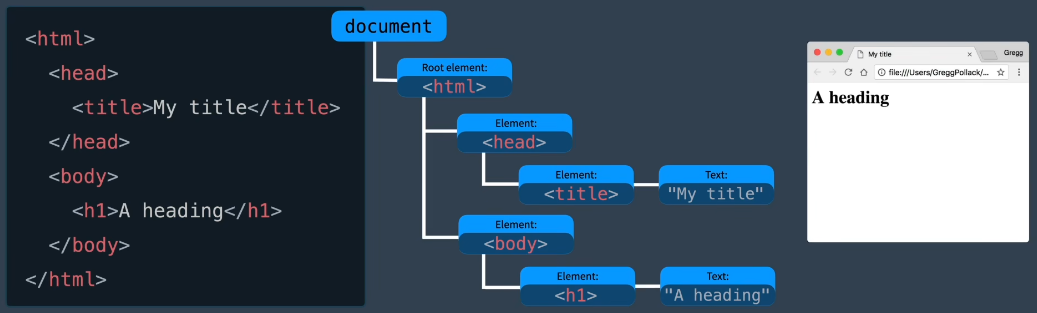 <html>
<head>
<title>My title</title>
</head>
<body>
<h1>A heading</h1>
</body>
</html>
document
Root element:
<html>
Element:
<head>
Element:
<title>
Text:
"My title"
Element:
<body>
Element:
<h1>
Text:
"A heading"
My title
Gregg
file:///Users/GreggPollack/...
A heading